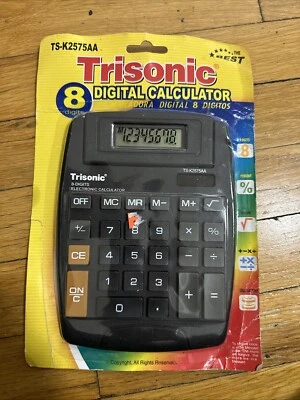 TS-K2575AA
THE
BEST
Trisonic
8 DIGITAL CALCULATOR
digits
DORA DIGITAL 8 DIGITOS
12345678.
TS-K2575AA
Trisonic
8-DIGITS
ELECTRONIC CALCULATOR
OFF MC MR M- M+ √
+/- 7 8 9 × %
CE 4 5 6 - ÷
ON/C 1 2 3 + =
0 .
8
%
√
+ − × ÷
Copyright, All Rights Reserved